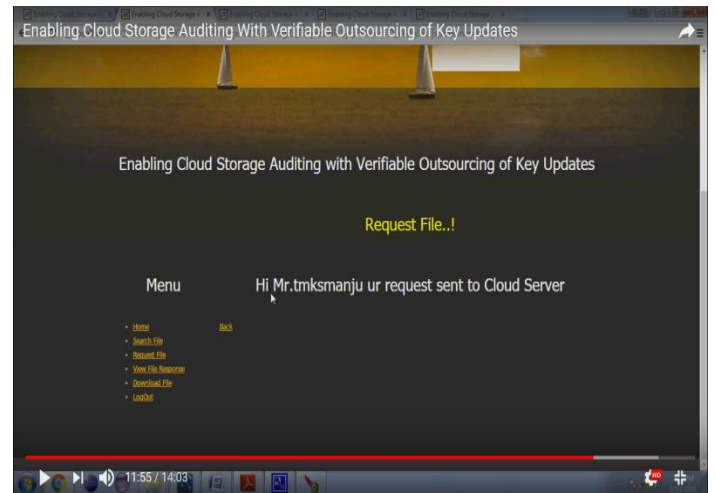 Enabling Cloud Storage Auditing With Verifiable Outsourcing of Key Updates
Enabling Cloud Storage Auditing with Verifiable Outsourcing of Key Updates
Request File..!
Menu
Hi Mr.tmksmanju ur request sent to Cloud Server
Home
Back
Search File
Request File
View File Response
Download File
LogOut
11:55 / 14:03
HD